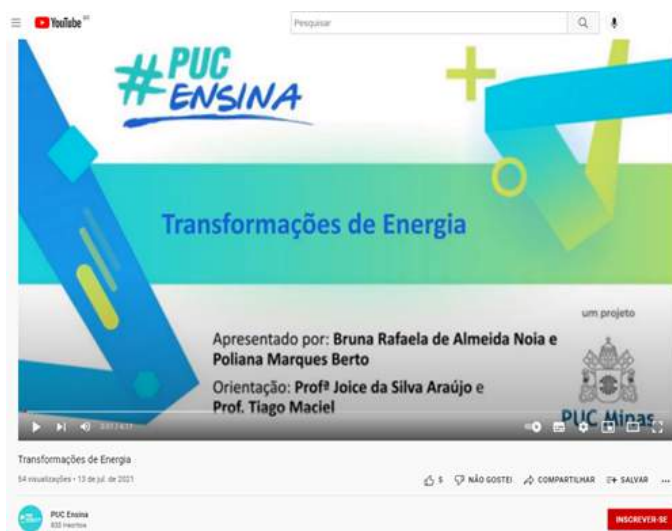 YouTube BR
Pesquisar
#PUC
ENSINA
Transformações de Energia
um projeto
Apresentado por: Bruna Rafaela de Almeida Noia e
Poliana Marques Berto
Orientação: Profª Joice da Silva Araújo e
Prof. Tiago Maciel
PUC Minas
Transformações de Energia
54 visualizações • 13 de jul. de 2021
5 NÃO GOSTEI COMPARTILHAR SALVAR ...
PUC Ensina
INSCREVER-SE